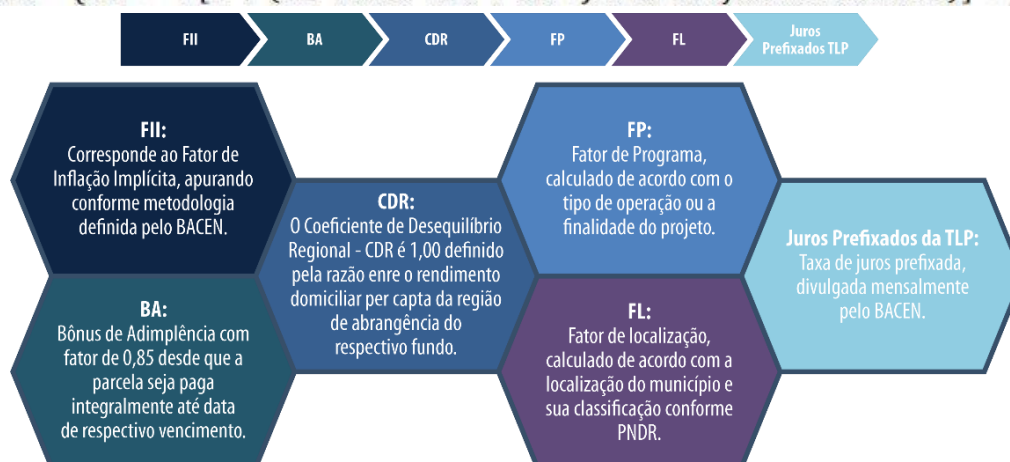 FII
BA
CDR
FP
FL
Juros
Prefixados TLP
FII:
Corresponde ao Fator de
Inflação Implícita, apurando
conforme metodologia
definida pelo BACEN.
BA:
Bônus de Adimplência com
fator de 0,85 desde que a
parcela seja paga
integralmente até data
de respectivo vencimento.
CDR:
O Coeficiente de Desequilíbrio
Regional - CDR é 1,00 definido
pela razão enre o rendimento
domiciliar per capta da região
de abrangência do
respectivo fundo.
FP:
Fator de Programa,
calculado de acordo com o
tipo de operação ou a
finalidade do projeto.
FL:
Fator de localização,
calculado de acordo com a
localização do município e
sua classificação conforme
PNDR.
Juros Prefixados da TLP:
Taxa de juros prefixada,
divulgada mensalmente
pelo BACEN.